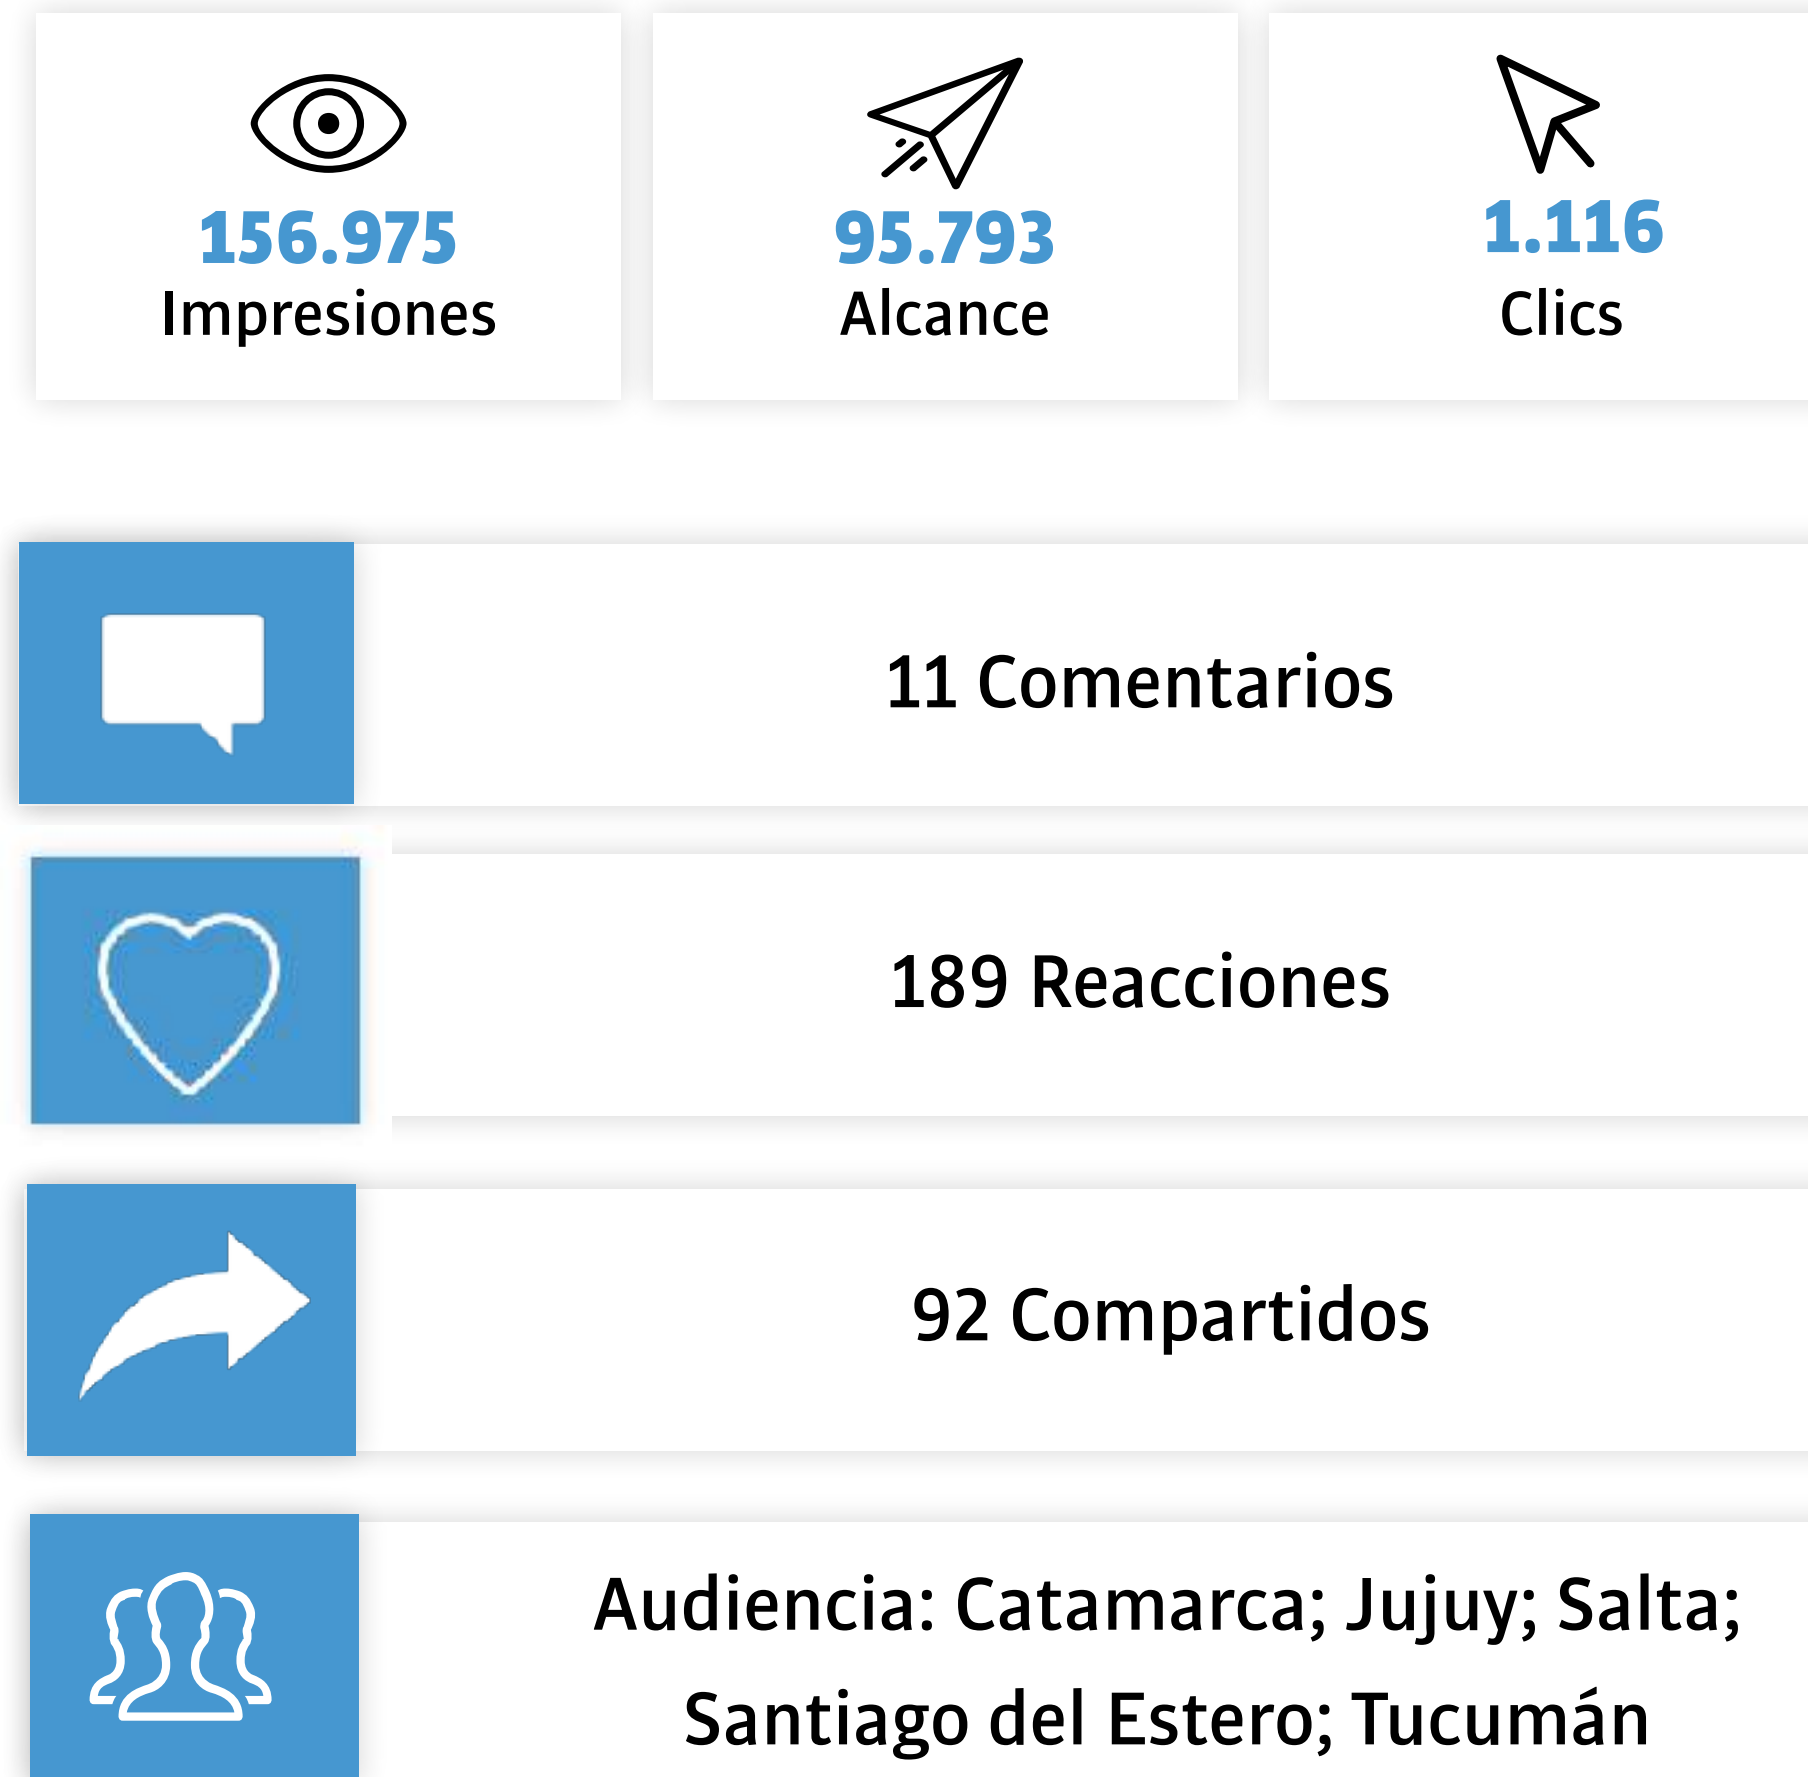 156.975
Impresiones
95.793
Alcance
1.116
Clics
11 Comentarios
189 Reacciones
92 Compartidos
Audiencia: Catamarca; Jujuy; Salta;
Santiago del Estero; Tucumán